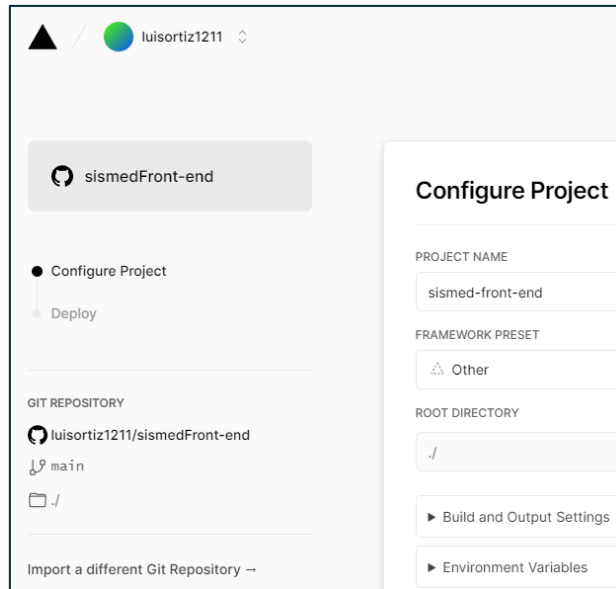 luisortiz1211
sismedFront-end
Configure Project
Deploy
GIT REPOSITORY
luisortiz1211/sismedFront-end
main
./
Import a different Git Repository →
Configure Project
PROJECT NAME
sismed-front-end
FRAMEWORK PRESET
Other
ROOT DIRECTORY
./
Build and Output Settings
Environment Variables